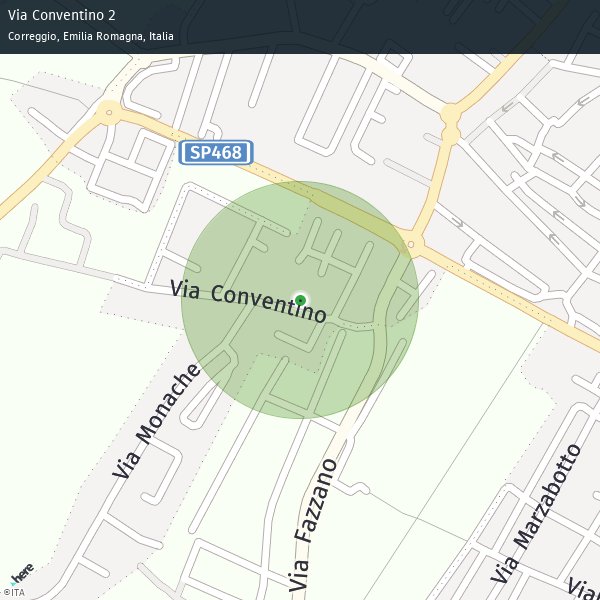 Via Conventino 2
Correggio, Emilia Romagna, Italia
SP468
Via Conventino
Via Monache
Via Fazzano
Via Marzabotto
Via
here
©ITA